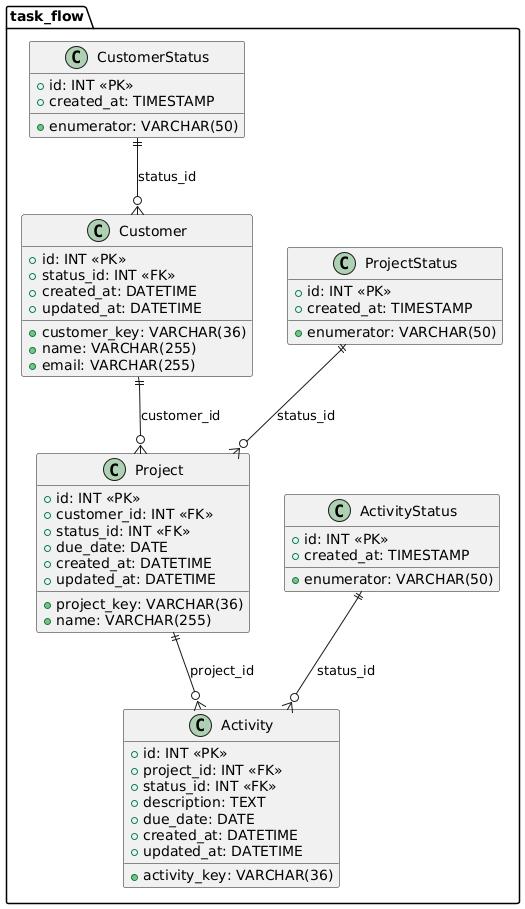 task_flow
C CustomerStatus
id: INT «PK»
created_at: TIMESTAMP
enumerator: VARCHAR(50)
status_id
C Customer
id: INT «PK»
status_id: INT «FK»
created_at: DATETIME
updated_at: DATETIME
customer_key: VARCHAR(36)
name: VARCHAR(255)
email: VARCHAR(255)
C ProjectStatus
id: INT «PK»
created_at: TIMESTAMP
enumerator: VARCHAR(50)
customer_id
status_id
C Project
id: INT «PK»
customer_id: INT «FK»
status_id: INT «FK»
due_date: DATE
created_at: DATETIME
updated_at: DATETIME
project_key: VARCHAR(36)
name: VARCHAR(255)
C ActivityStatus
id: INT «PK»
created_at: TIMESTAMP
enumerator: VARCHAR(50)
project_id
status_id
C Activity
id: INT «PK»
project_id: INT «FK»
status_id: INT «FK»
description: TEXT
due_date: DATE
created_at: DATETIME
updated_at: DATETIME
activity_key: VARCHAR(36)